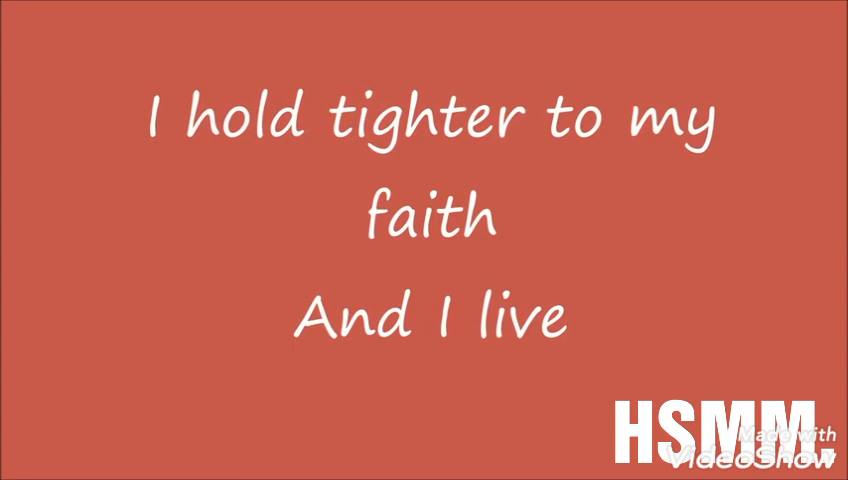 I hold tighter to my
faith
And I live
HSMM.
Made with
VideoShow